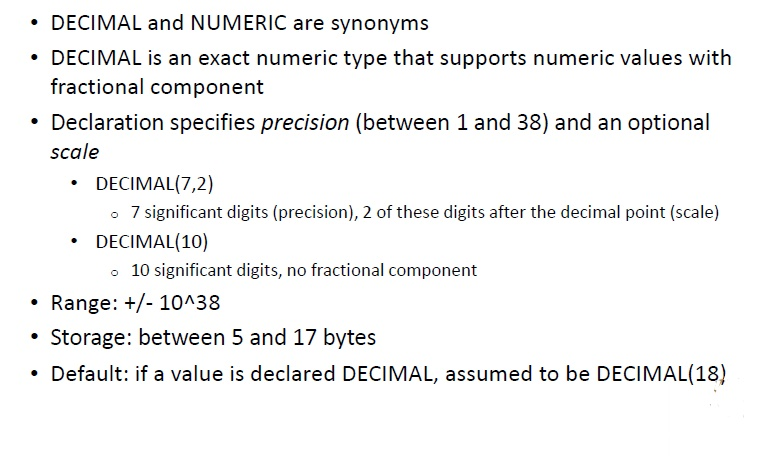 • DECIMAL and NUMERIC are synonyms
• DECIMAL is an exact numeric type that supports numeric values with
fractional component
• Declaration specifies precision (between 1 and 38) and an optional
scale
• DECIMAL(7,2)
o 7 significant digits (precision), 2 of these digits after the decimal point (scale)
• DECIMAL(10)
o 10 significant digits, no fractional component
• Range: +/- 10^38
• Storage: between 5 and 17 bytes
• Default: if a value is declared DECIMAL, assumed to be DECIMAL(18)